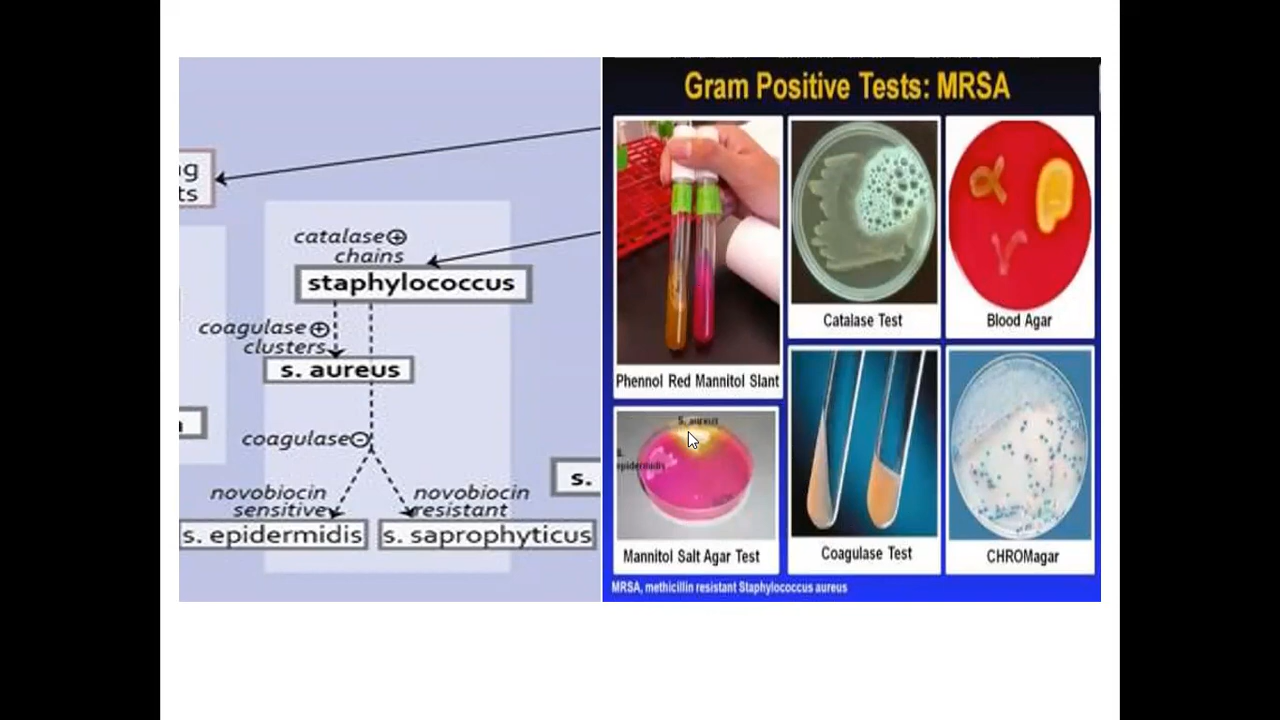 g
ts
catalase⊕
chains
staphylococcus
coagulase⊕
clusters
s. aureus
coagulase⊖
novobiocin
sensitive
novobiocin
resistant
s. epidermidis
s. saprophyticus
s.
Gram Positive Tests: MRSA
Phennol Red Mannitol Slant
Catalase Test
Blood Agar
S. aureus
S.
epidermidis
Mannitol Salt Agar Test
Coagulase Test
CHROMagar
MRSA, methicillin resistant Staphylococcus aureus